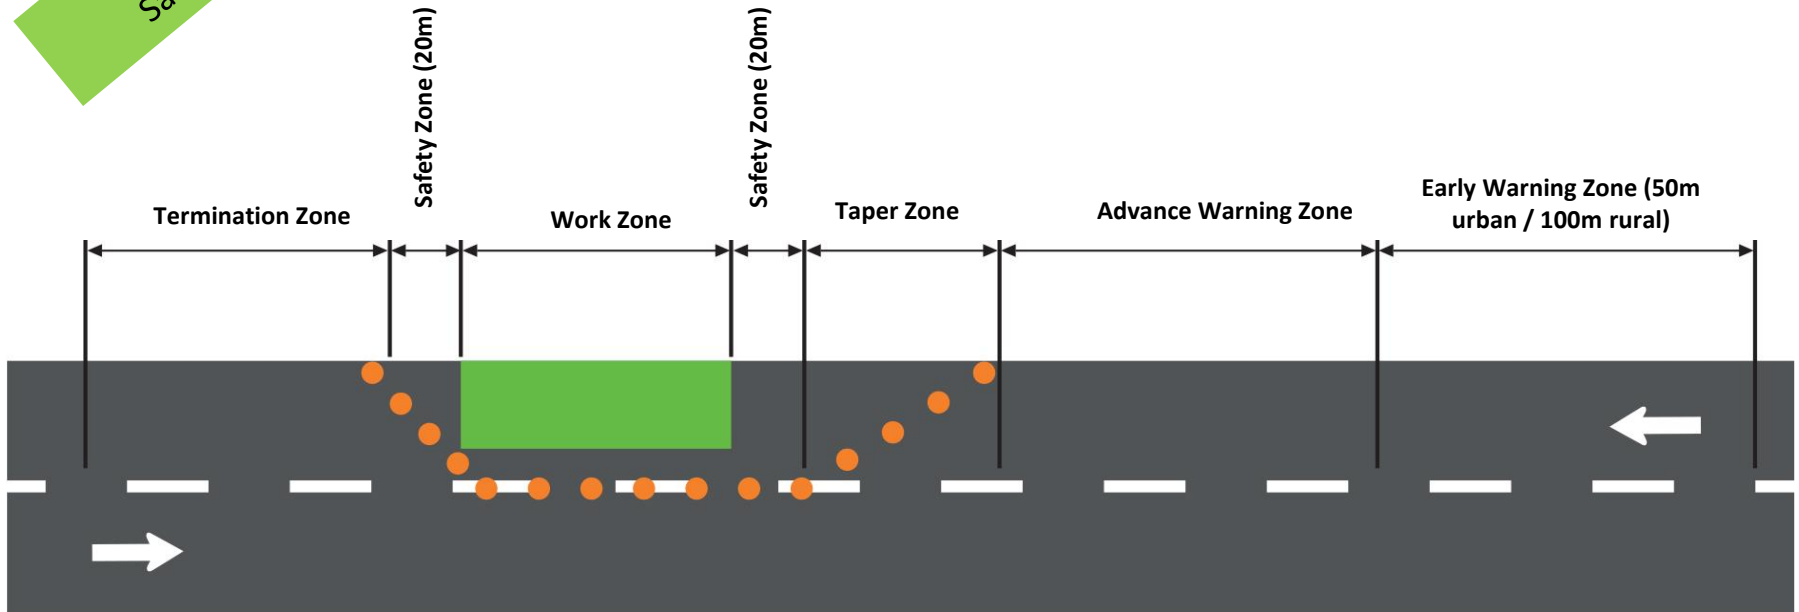 Safety Zone (20m)
Safety Zone (20m)
Termination Zone
Work Zone
Taper Zone
Advance Warning Zone
Early Warning Zone (50m
urban / 100m rural)